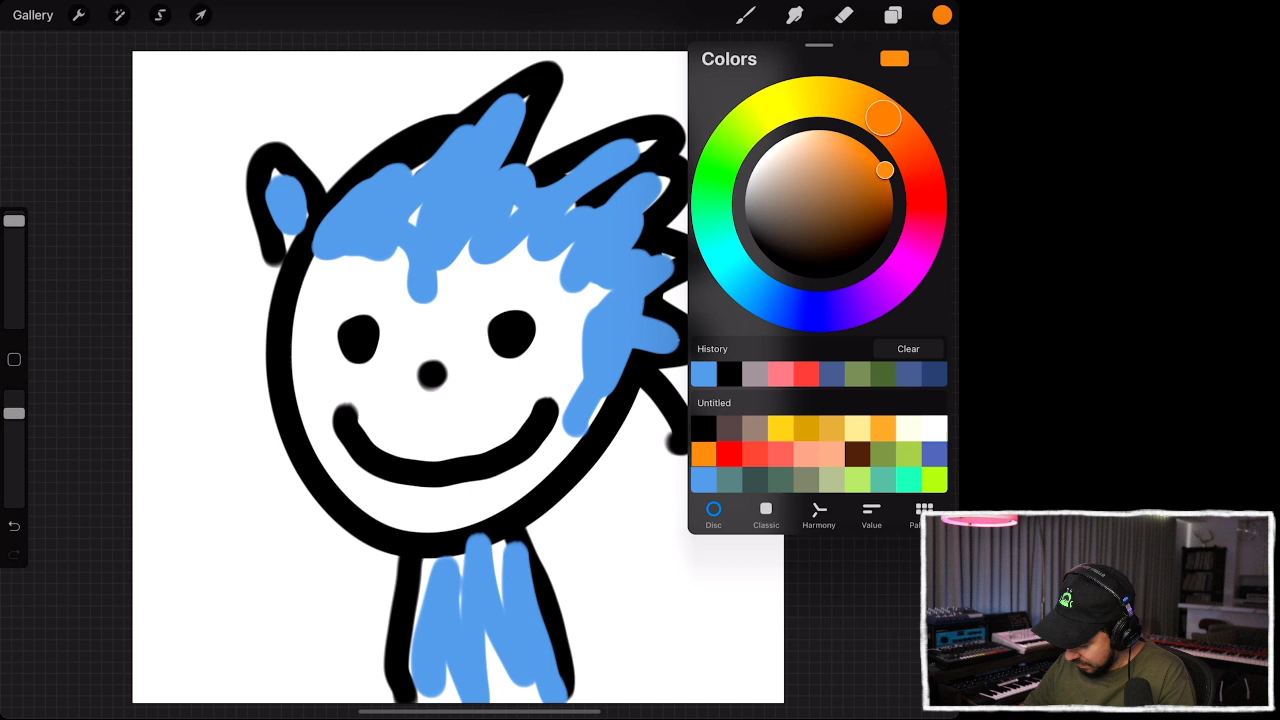 Gallery
Colors
History
Clear
Untitled
Disc
Classic
Harmony
Value